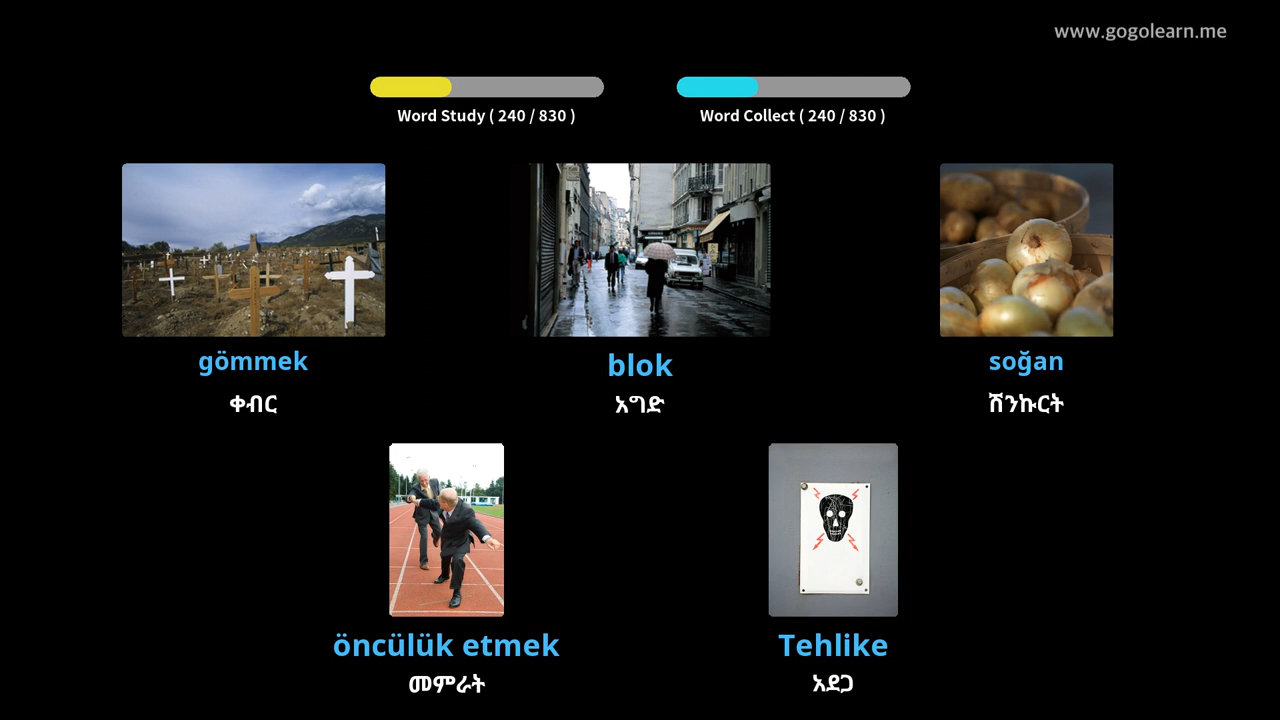 www.gogolearn.me
Word Study ( 240 / 830 )
Word Collect ( 240 / 830 )
gömmek
ቀብር
blok
አግድ
soğan
ሽንኩርት
öncülük etmek
መምራት
Tehlike
አደጋ